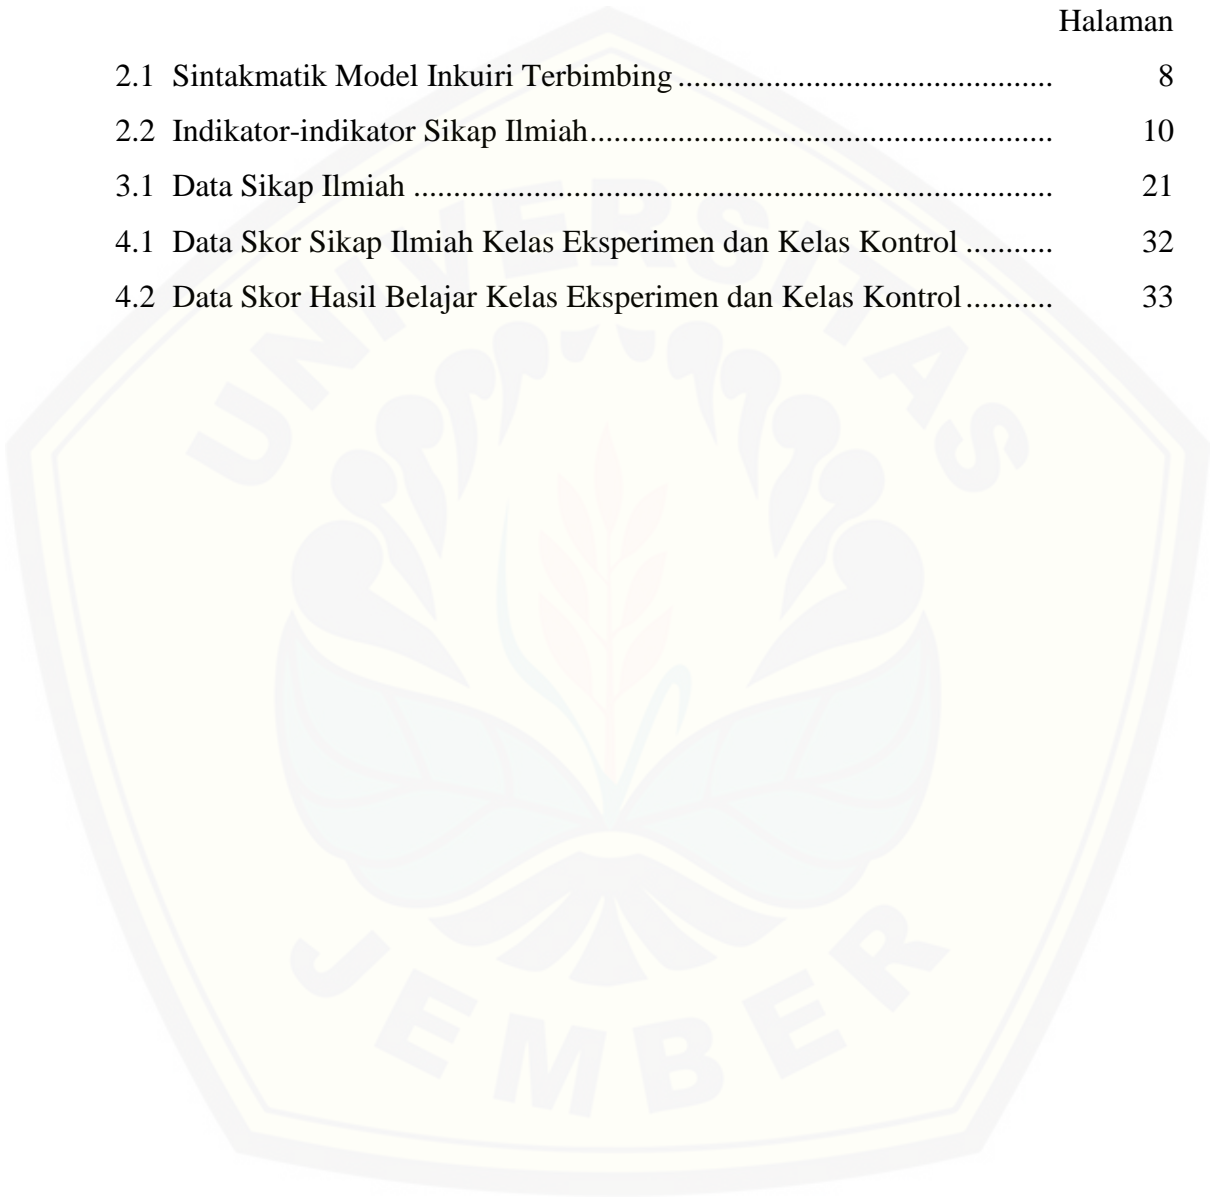 Halaman
2.1 Sintakmatik Model Inkuiri Terbimbing ............................................... 8
2.2 Indikator-indikator Sikap Ilmiah.......................................................... 10
3.1 Data Sikap Ilmiah ................................................................................ 21
4.1 Data Skor Sikap Ilmiah Kelas Eksperimen dan Kelas Kontrol ........... 32
4.2 Data Skor Hasil Belajar Kelas Eksperimen dan Kelas Kontrol ........... 33
UNIVERSITAS
JEMBER